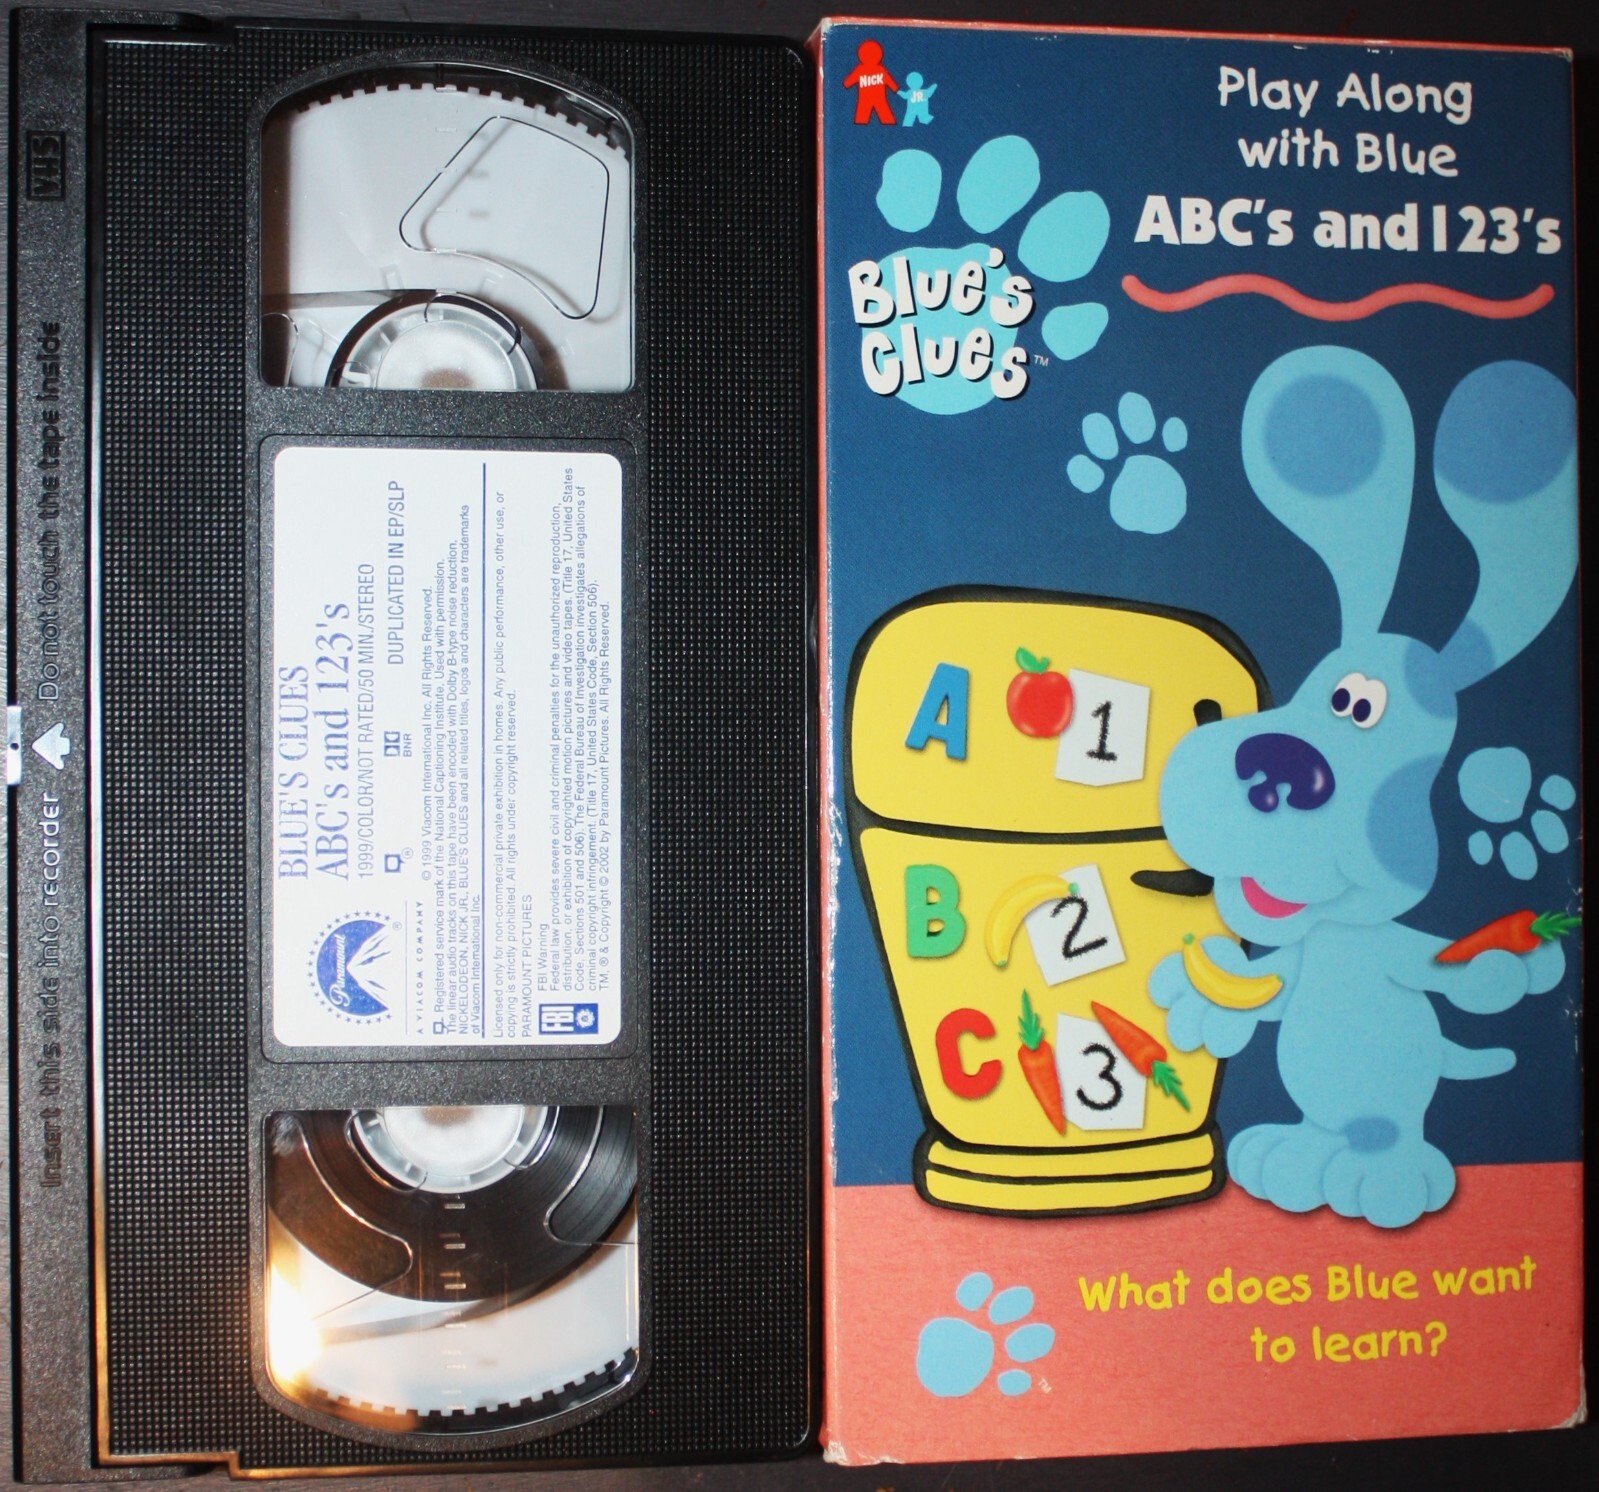 VHS
Insert this side into recorder
Do not touch the tape inside
BLUE'S CLUES
ABC's and 123's
1999/COLOR/NOT RATED/50 MIN./STEREO
® BNR DUPLICATED IN EP/SLP
© 1999 Viacom International Inc. All Rights Reserved.
Registered service mark of the National Captioning Institute. Used with permission.
The linear audio tracks on this tape have been encoded with Dolby B-type noise reduction.
NICKELODEON, NICK JR., BLUE'S CLUES and all related titles, logos and characters are trademarks
of Viacom International Inc.
Paramount
®
A VIACOM COMPANY
Licensed only for non-commercial private exhibition in homes. Any public performance, other use, or
copying is strictly prohibited. All rights under copyright reserved.
PARAMOUNT PICTURES
FBI
FBI Warning
Federal law provides severe civil and criminal penalties for the unauthorized reproduction,
distribution, or exhibition of copyrighted motion pictures and video tapes. (Title 17, United States
Code, Sections 501 and 506). The Federal Bureau of Investigation investigates allegations of
criminal copyright infringement. (Title 17, United States Code, Section 506).
TM, ® & Copyright © 2002 by Paramount Pictures. All Rights Reserved.
NICK JR.
Play Along
with Blue
ABC's and 123's
Blue's
Clues™
A 1
B 2
C 3
What does Blue want
to learn?
TM